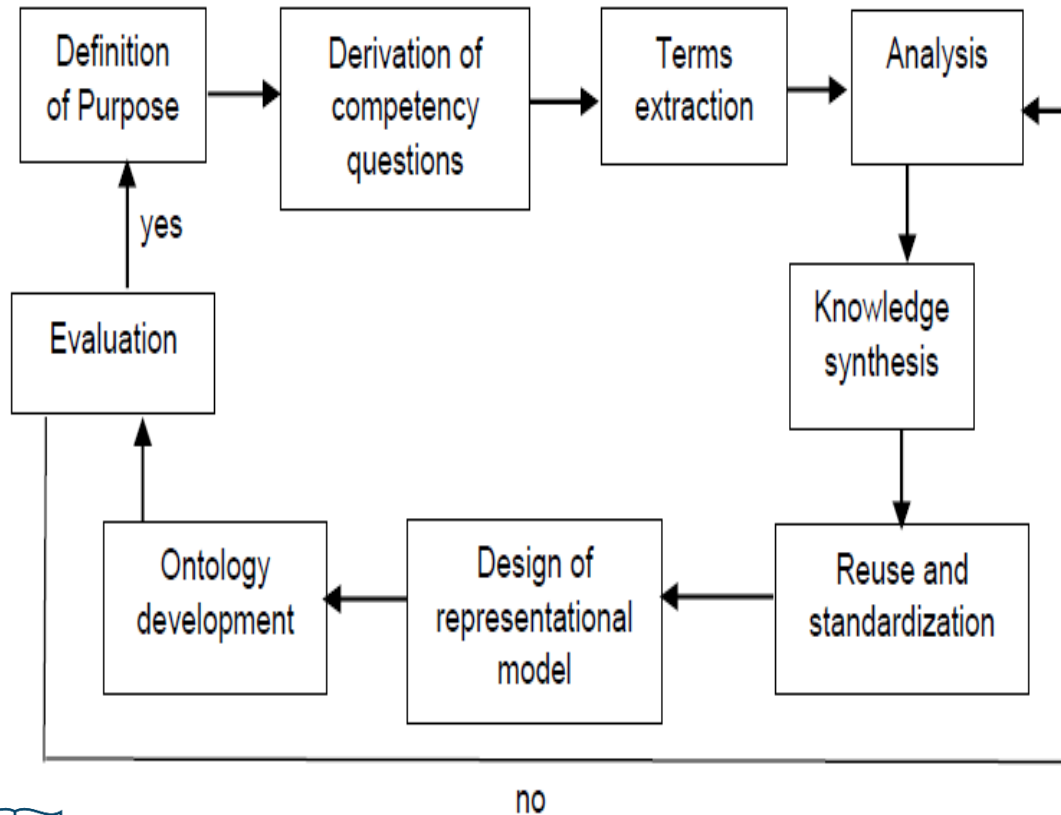 Definition
of Purpose
Derivation of
competency
questions
Terms
extraction
Analysis
yes
Evaluation
Knowledge
synthesis
Ontology
development
Design of
representational
model
Reuse and
standardization
no